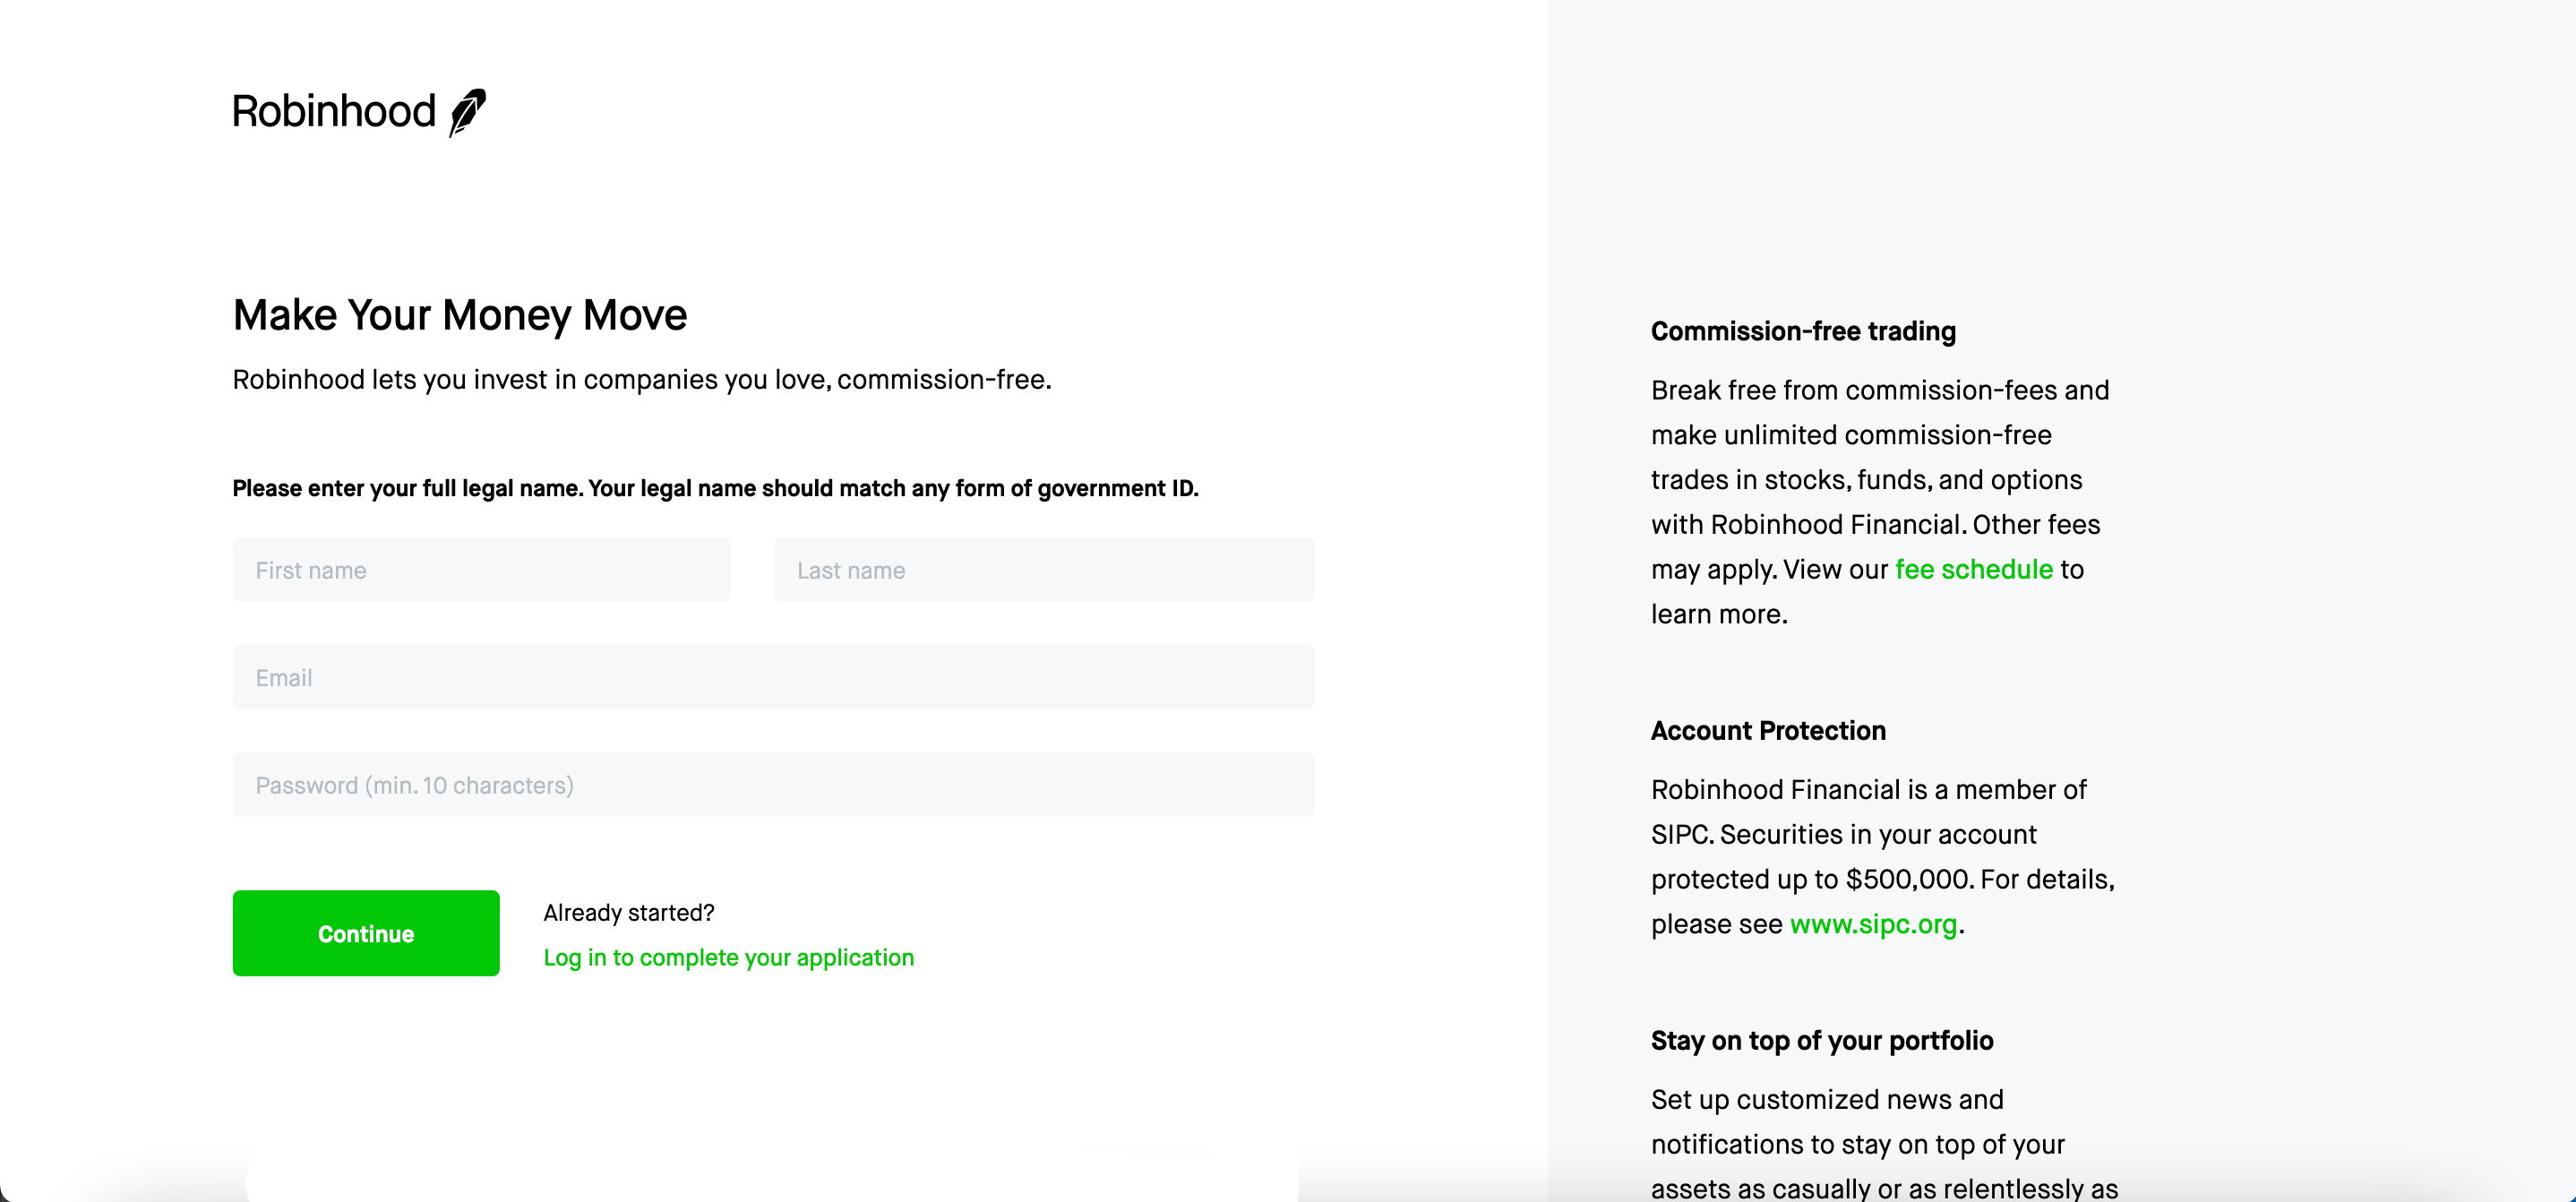 Robinhood
Make Your Money Move
Robinhood lets you invest in companies you love, commission-free.
Please enter your full legal name. Your legal name should match any form of government ID.
First name
Last name
Email
Password (min. 10 characters)
Continue
Already started?
Log in to complete your application
Commission-free trading
Break free from commission-fees and
make unlimited commission-free
trades in stocks, funds, and options
with Robinhood Financial. Other fees
may apply. View our fee schedule to
learn more.
Account Protection
Robinhood Financial is a member of
SIPC. Securities in your account
protected up to $500,000. For details,
please see www.sipc.org.
Stay on top of your portfolio
Set up customized news and
notifications to stay on top of your
assets as casually or as relentlessly as